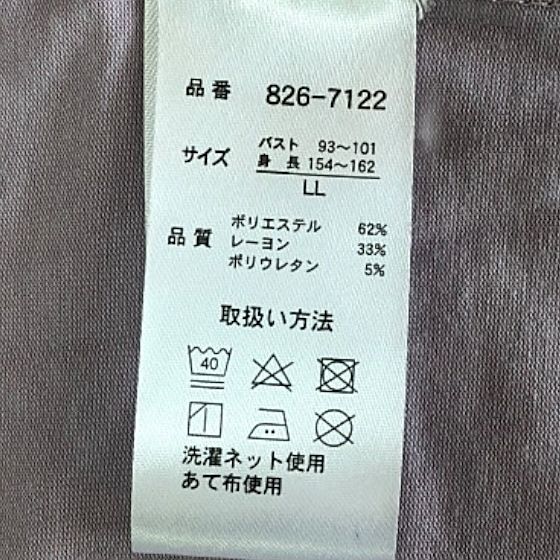 品番 826-7122
サイズ バスト 93〜101
身長 154〜162
LL
品質 ポリエステル 62%
レーヨン 33%
ポリウレタン 5%
取扱い方法
40
洗濯ネット使用
あて布使用